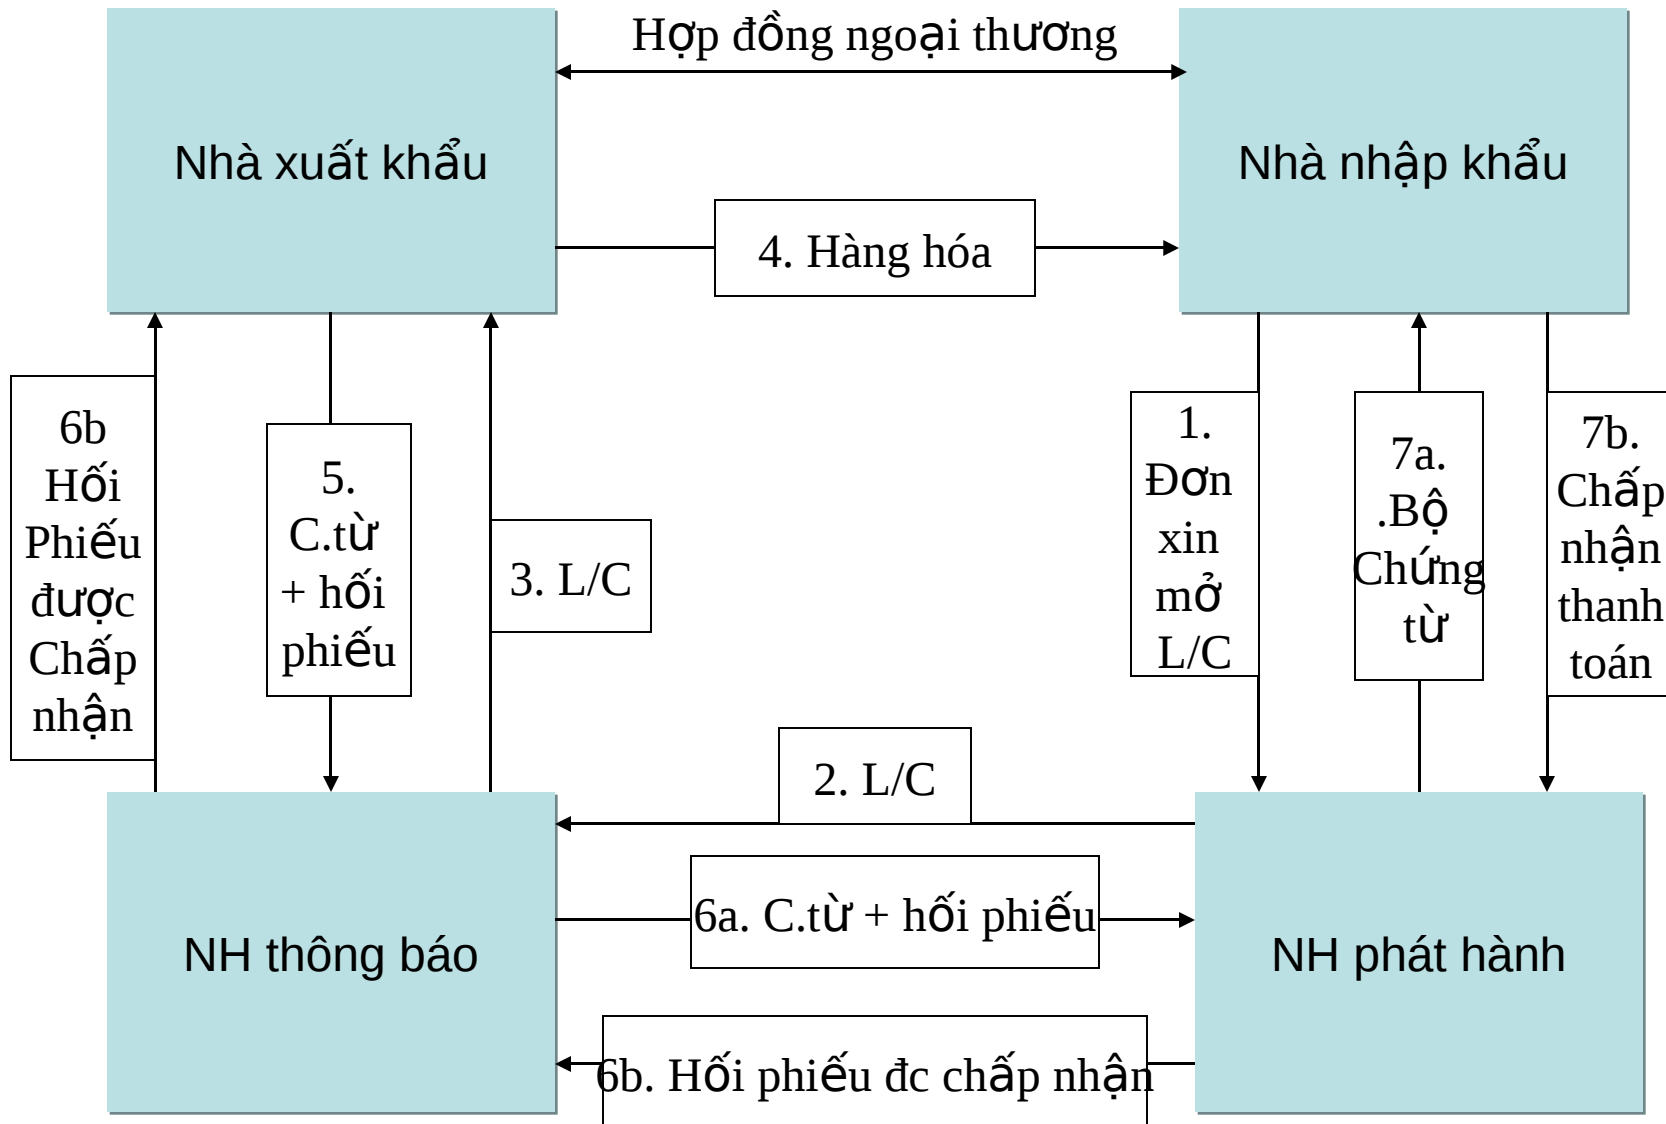 Hợp đồng ngoại thương
Nhà xuất khẩu
Nhà nhập khẩu
4. Hàng hóa
6b
Hối
Phiếu
được
Chấp
nhận
5.
C.từ
+ hối
phiếu
3. L/C
1.
Đơn
xin
mở
L/C
7a.
.Bộ
Chứng
từ
7b.
Chấp
nhận
thanh
toán
2. L/C
6a. C.từ + hối phiếu
NH thông báo
NH phát hành
6b. Hối phiếu đc chấp nhận